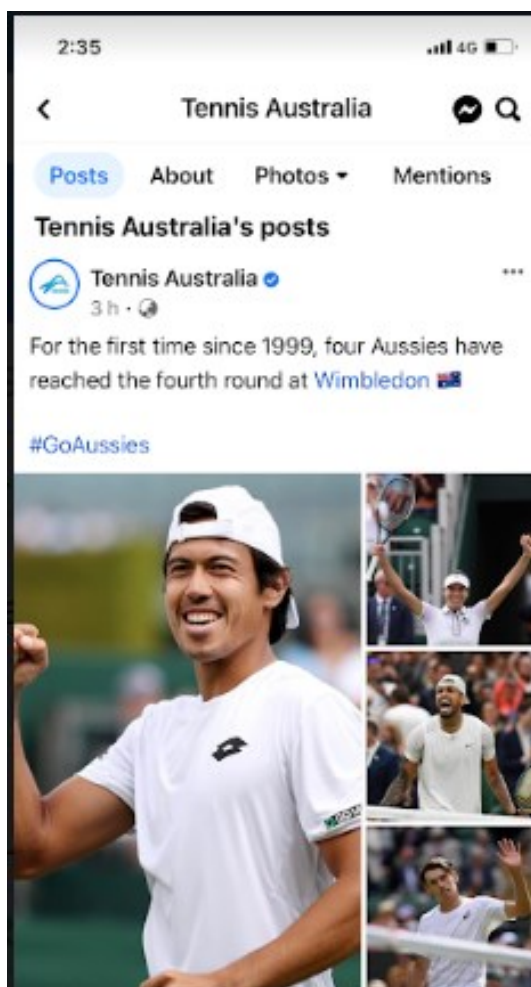 2:35 4G
Tennis Australia
Posts About Photos Mentions
Tennis Australia's posts
Tennis Australia
3 h ·
For the first time since 1999, four Aussies have
reached the fourth round at Wimbledon
#GoAussies